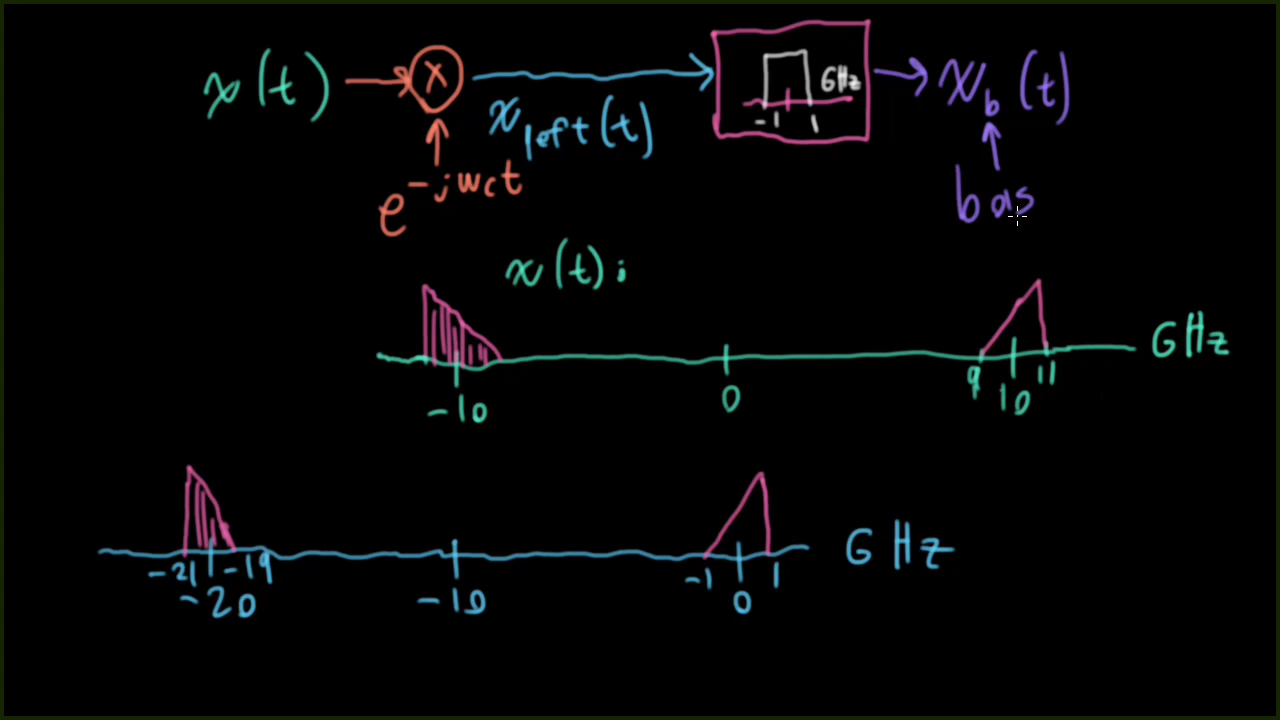 x(t) x x_left(t) GHz x_b(t)
-1 1
e^-jw_ct bas
x(t):
GHz
-10 0 9 10 11
GHz
-21 -20 -19 -10 -1 0 1